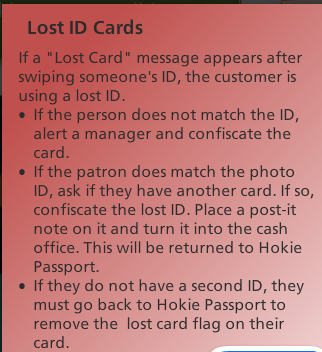 Lost ID Cards
If a "Lost Card" message appears after
swiping someone's ID, the customer is
using a lost ID.
• If the person does not match the ID,
alert a manager and confiscate the
card.
• If the patron does match the photo
ID, ask if they have another card. If so,
confiscate the lost ID. Place a post-it
note on it and turn it into the cash
office. This will be returned to Hokie
Passport.
• If they do not have a second ID, they
must go back to Hokie Passport to
remove the  lost card flag on their
card.